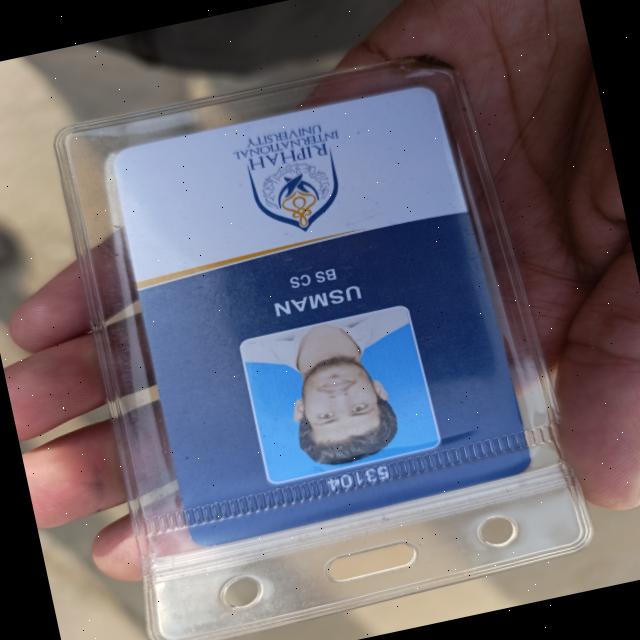 53104
USMAN
BS CS
RIPHAH
INTERNATIONAL
UNIVERSITY